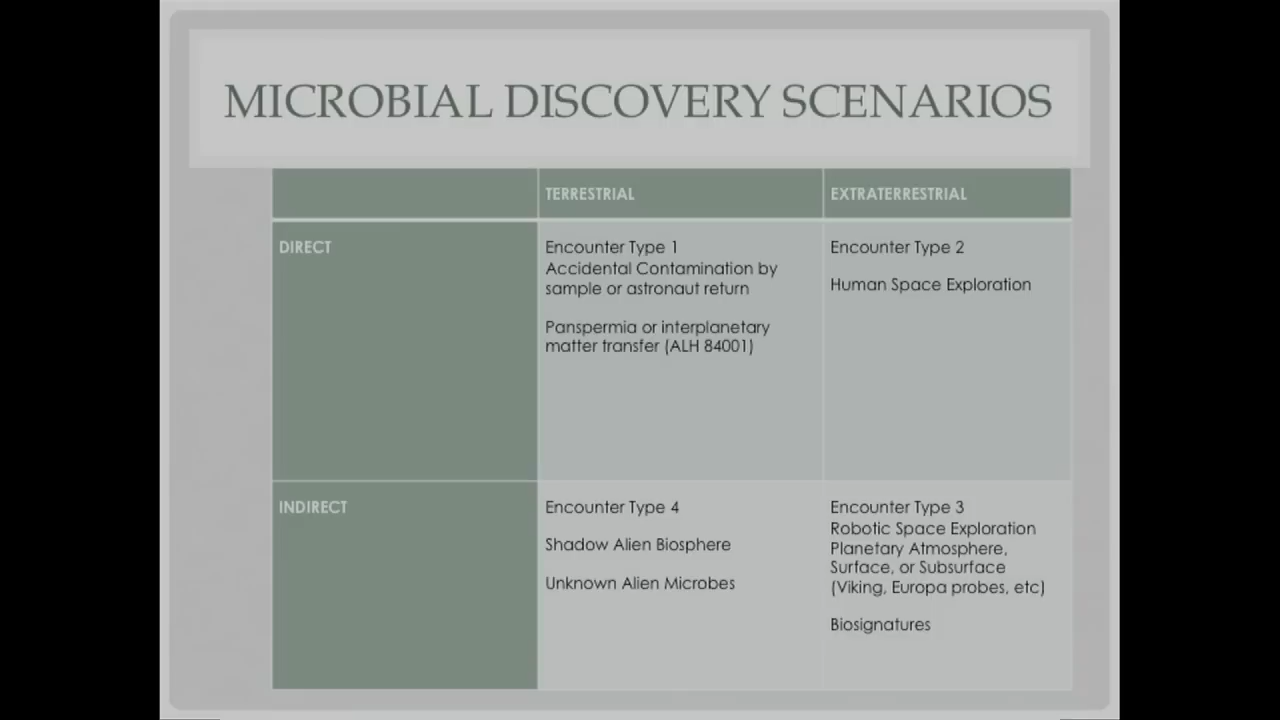 MICROBIAL DISCOVERY SCENARIOS
TERRESTRIAL
EXTRATERRESTRIAL
DIRECT
Encounter Type 1
Accidental Contamination by
sample or astronaut return
Panspermia or interplanetary
matter transfer (ALH 84001)
Encounter Type 2
Human Space Exploration
INDIRECT
Encounter Type 4
Shadow Alien Biosphere
Unknown Alien Microbes
Encounter Type 3
Robotic Space Exploration
Planetary Atmosphere,
Surface, or Subsurface
(Viking, Europa probes, etc)
Biosignatures